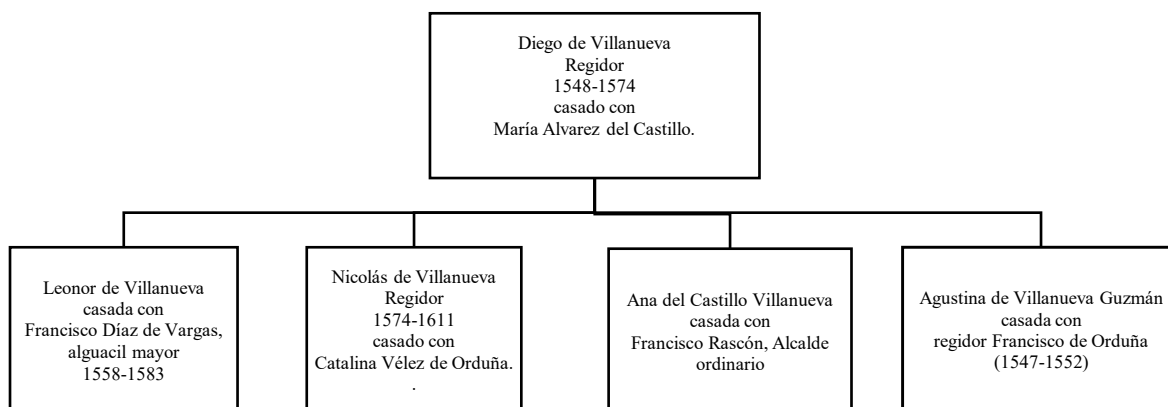 Diego de Villanueva
Regidor
1548-1574
casado con
María Alvarez del Castillo.
Leonor de Villanueva
casada con
Francisco Díaz de Vargas,
alguacil mayor
1558-1583
Nicolás de Villanueva
Regidor
1574-1611
casado con
Catalina Vélez de Orduña.
.
Ana del Castillo Villanueva
casada con
Francisco Rascón, Alcalde
ordinario
Agustina de Villanueva Guzmán
casada con
regidor Francisco de Orduña
(1547-1552)